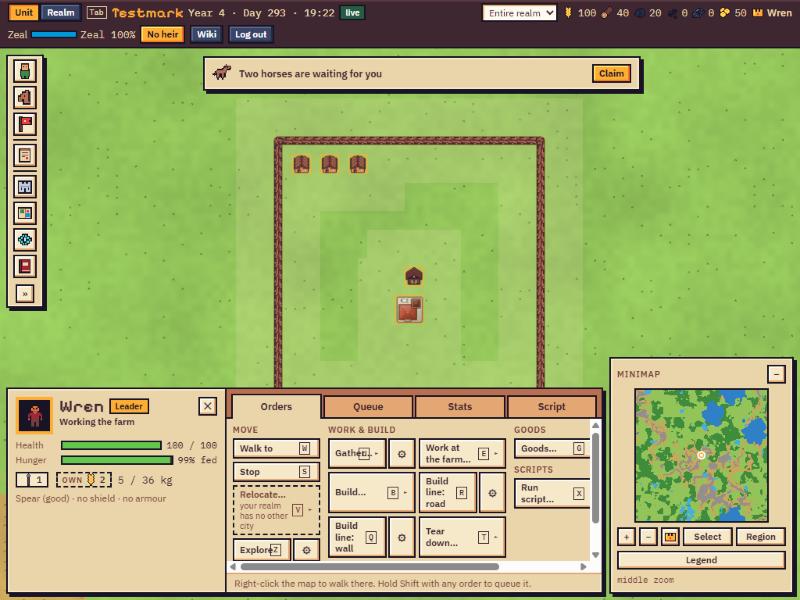 Unit Realm Tab Testmark Year 4 · Day 293 · 19:22 live Entire realm 100 40 20 0 0 50 Wren
Zeal Zeal 100% No heir Wiki Log out
Two horses are waiting for you Claim
»
Wren Leader ×
Working the farm
Health 100 / 100
Hunger 99% fed
1 OWN 2 5 / 36 kg
Spear (good) · no shield · no armour
Orders Queue Stats Script
MOVE
Walk to W
Stop S
Relocate... V
your realm has no other city
Explore Z
WORK & BUILD
Gather...
Work at the farm... E
Build... B
Build line: road R
Build line: wall Q
Tear down... T
GOODS
Goods... G
SCRIPTS
Run script... X
Right-click the map to walk there. Hold Shift with any order to queue it.
MINIMAP −
+ − Select Region
Legend
middle zoom